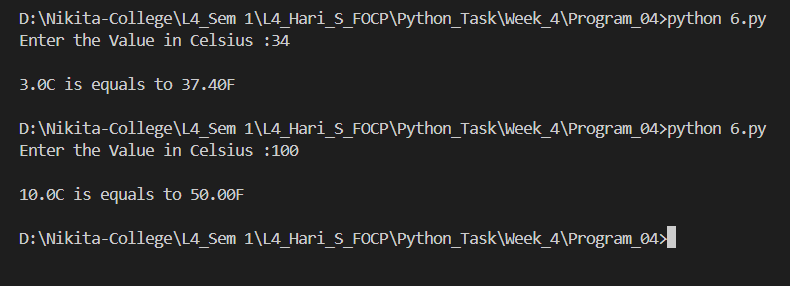 D:\Nikita-College\L4_Sem 1\L4_Hari_S_FOCP\Python_Task\Week_4\Program_04>python 6.py
Enter the Value in Celsius :34
3.0C is equals to 37.40F
D:\Nikita-College\L4_Sem 1\L4_Hari_S_FOCP\Python_Task\Week_4\Program_04>python 6.py
Enter the Value in Celsius :100
10.0C is equals to 50.00F
D:\Nikita-College\L4_Sem 1\L4_Hari_S_FOCP\Python_Task\Week_4\Program_04>